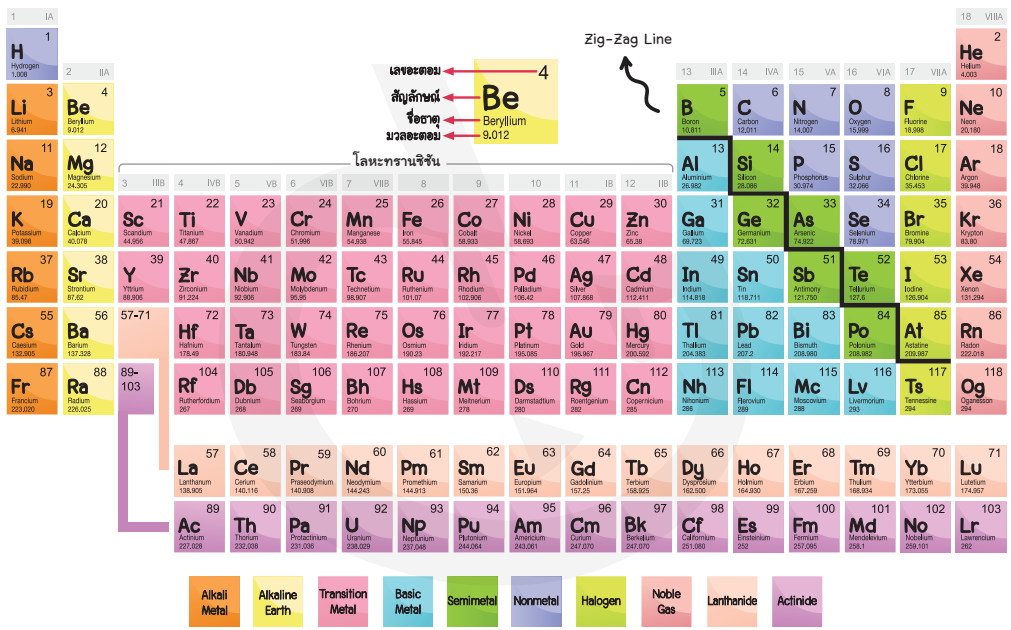 1 IA
18 VIIIA
1 2
H He
Hydrogen Helium
1.008 4.003
Zig-Zag Line
2 IIA 13 IIIA 14 IVA 15 VA 16 VIA 17 VIIA
เลขอะตอม 4
สัญลักษณ์ Be
ชื่อธาตุ Beryllium
มวลอะตอม 9.012
3 4 5 6 7 8 9 10
Li Be B C N O F Ne
Lithium Beryllium Boron Carbon Nitrogen Oxygen Fluorine Neon
6.941 9.012 10.811 12.011 14.007 15.999 18.998 20.180
11 12 13 14 15 16 17 18
Na Mg Al Si P S Cl Ar
Sodium Magnesium Aluminium Silicon Phosphorus Sulphur Chlorine Argon
22.990 24.305 26.982 28.086 30.974 32.066 35.453 39.948
โลหะทรานซิชัน
3 IIIB 4 IVB 5 VB 6 VIB 7 VIIB 8 9 10 11 IB 12 IIB
19 20 21 22 23 24 25 26 27 28 29 30 31 32 33 34 35 36
K Ca Sc Ti V Cr Mn Fe Co Ni Cu Zn Ga Ge As Se Br Kr
Potassium Calcium Scandium Titanium Vanadium Chromium Manganese Iron Cobalt Nickel Copper Zinc Gallium Germanium Arsenic Selenium Bromine Krypton
39.098 40.078 44.956 47.867 50.942 51.996 54.938 55.845 58.933 58.693 63.546 65.38 69.723 72.631 74.922 78.971 79.904 83.80
37 38 39 40 41 42 43 44 45 46 47 48 49 50 51 52 53 54
Rb Sr Y Zr Nb Mo Tc Ru Rh Pd Ag Cd In Sn Sb Te I Xe
Rubidium Strontium Yttrium Zirconium Niobium Molybdenum Technetium Ruthenium Rhodium Palladium Silver Cadmium Indium Tin Antimony Tellurium Iodine Xenon
85.47 87.62 88.906 91.224 92.906 95.95 98.907 101.07 102.906 106.42 107.868 112.411 114.818 118.711 121.750 127.6 126.904 131.294
55 56 57-71 72 73 74 75 76 77 78 79 80 81 82 83 84 85 86
Cs Ba Hf Ta W Re Os Ir Pt Au Hg Tl Pb Bi Po At Rn
Caesium Barium Hafnium Tantalum Tungsten Rhenium Osmium Iridium Platinum Gold Mercury Thallium Lead Bismuth Polonium Astatine Radon
132.905 137.328 178.49 180.948 183.84 186.207 190.23 192.217 195.085 196.967 200.592 204.383 207.2 208.980 208.982 209.987 222.018
87 88 89-103 104 105 106 107 108 109 110 111 112 113 114 115 116 117 118
Fr Ra Rf Db Sg Bh Hs Mt Ds Rg Cn Nh Fl Mc Lv Ts Og
Francium Radium Rutherfordium Dubnium Seaborgium Bohrium Hassium Meitnerium Darmstadtium Roentgenium Copernicium Nihonium Flerovium Moscovium Livermorium Tennessine Oganesson
223.020 226.025 267 268 269 270 269 278 280 282 285 286 289 288 293 294 294
57 58 59 60 61 62 63 64 65 66 67 68 69 70 71
La Ce Pr Nd Pm Sm Eu Gd Tb Dy Ho Er Tm Yb Lu
Lanthanum Cerium Praseodymium Neodymium Promethium Samarium Europium Gadolinium Terbium Dysprosium Holmium Erbium Thulium Ytterbium Lutetium
138.905 140.116 140.908 144.243 144.913 150.36 151.964 157.25 158.925 162.500 164.930 167.259 168.934 173.055 174.957
89 90 91 92 93 94 95 96 97 98 99 100 101 102 103
Ac Th Pa U Np Pu Am Cm Bk Cf Es Fm Md No Lr
Actinium Thorium Protactinium Uranium Neptunium Plutonium Americium Curium Berkelium Californium Einsteinium Fermium Mendelevium Nobelium Lawrencium
227.028 232.038 231.036 238.029 237.048 244.064 243.061 247.070 247.070 251.080 252 257.095 258.1 259.101 262
Alkali Metal
Alkaline Earth
Transition Metal
Basic Metal
Semimetal
Nonmetal
Halogen
Noble Gas
Lanthanide
Actinide